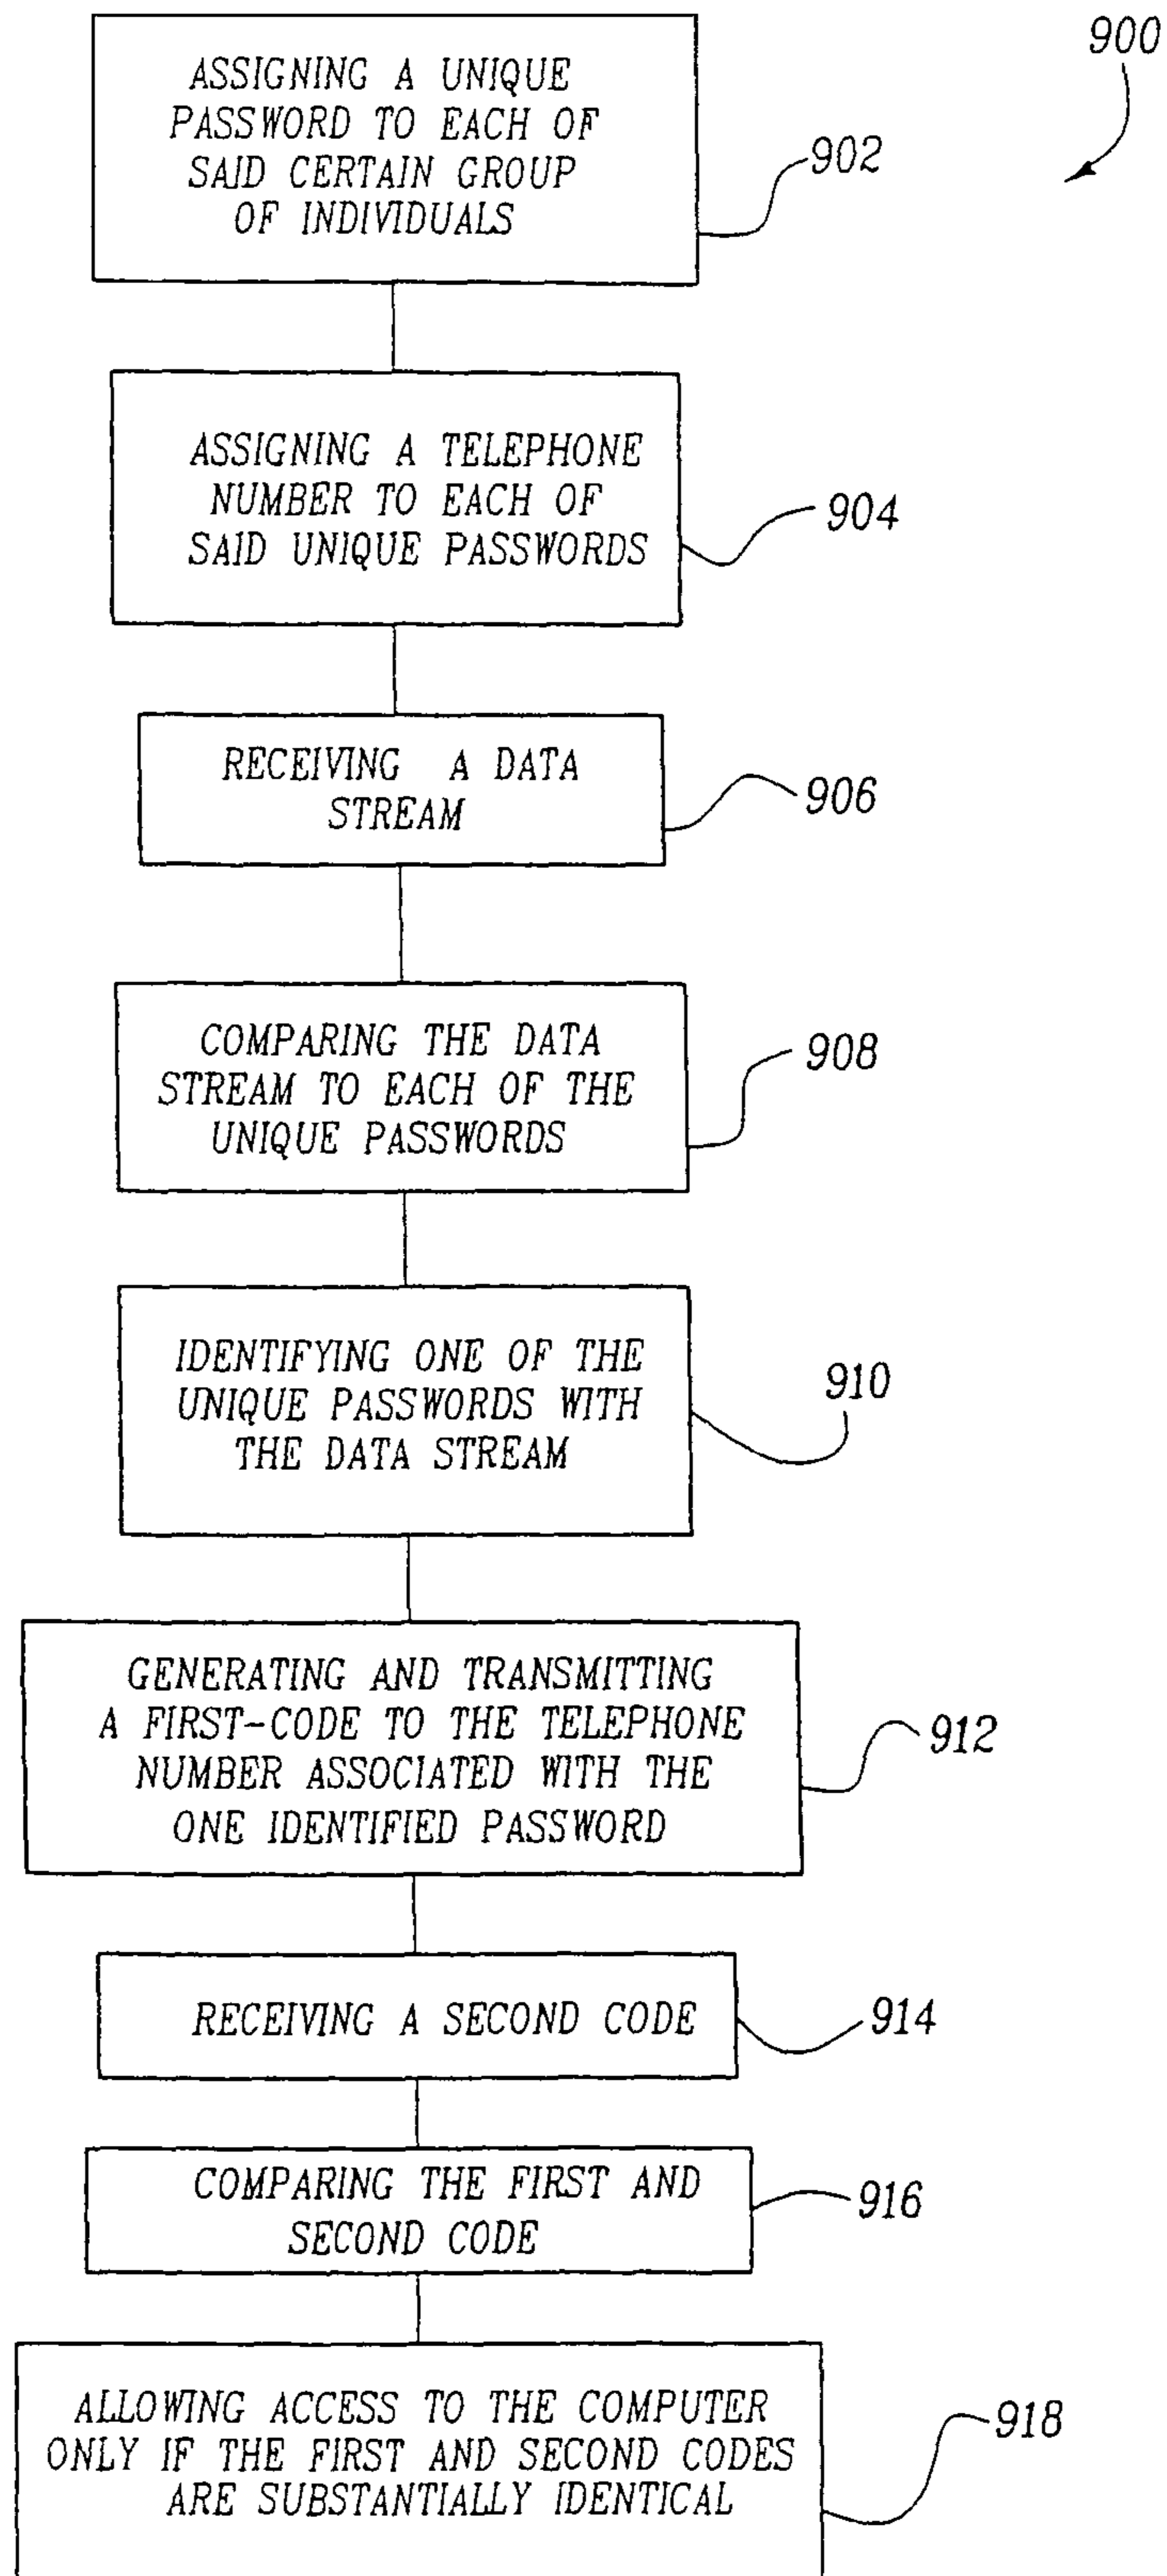 900
ASSIGNING A UNIQUE
PASSWORD TO EACH OF
SAID CERTAIN GROUP
OF INDIVIDUALS
902
ASSIGNING A TELEPHONE
NUMBER TO EACH OF
SAID UNIQUE PASSWORDS
904
RECEIVING A DATA
STREAM
906
COMPARING THE DATA
STREAM TO EACH OF THE
UNIQUE PASSWORDS
908
IDENTIFYING ONE OF THE
UNIQUE PASSWORDS WITH
THE DATA STREAM
910
GENERATING AND TRANSMITTING
A FIRST-CODE TO THE TELEPHONE
NUMBER ASSOCIATED WITH THE
ONE IDENTIFIED PASSWORD
912
RECEIVING A SECOND CODE
914
COMPARING THE FIRST AND
SECOND CODE
916
ALLOWING ACCESS TO THE COMPUTER
ONLY IF THE FIRST AND SECOND CODES
ARE SUBSTANTIALLY IDENTICAL
918